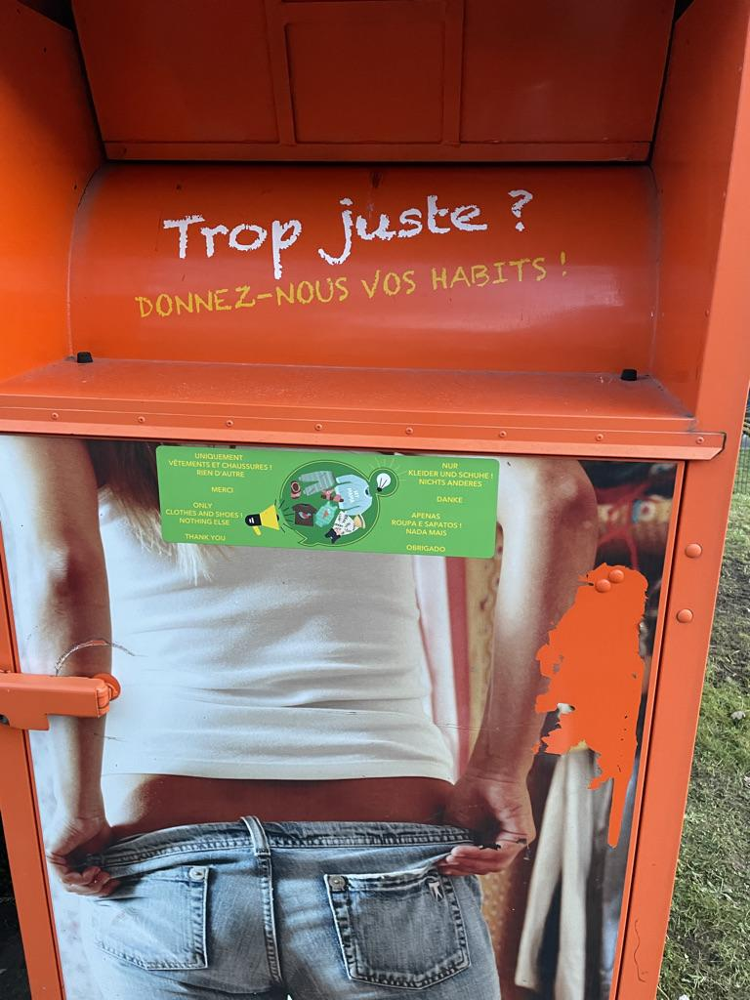 Trop juste ?
DONNEZ-NOUS VOS HABITS !
UNIQUEMENT
VÊTEMENTS ET CHAUSSURES !
RIEN D'AUTRE
MERCI
ONLY
CLOTHES AND SHOES !
NOTHING ELSE
THANK YOU
NUR
KLEIDER UND SCHUHE !
NICHTS ANDERES
DANKE
APENAS
ROUPA E SAPATOS !
NADA MAIS
OBRIGADO